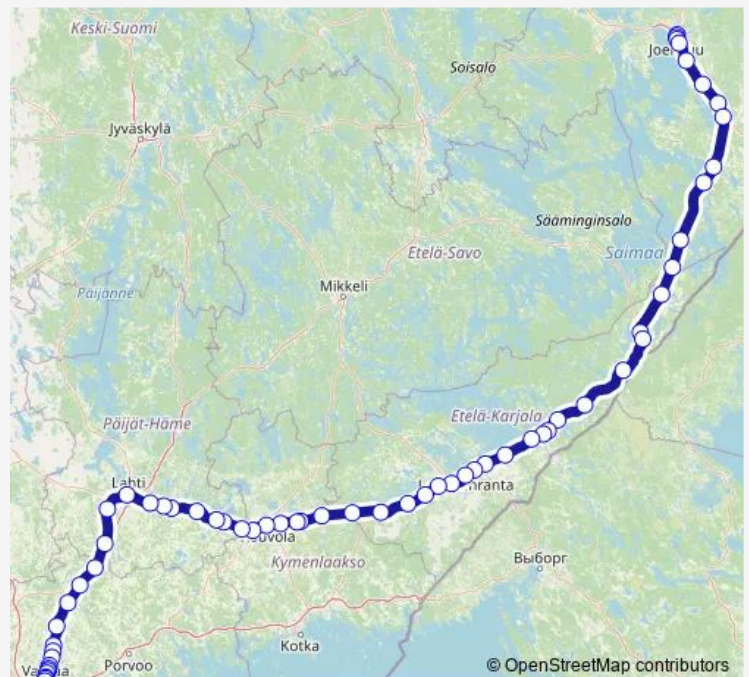 Keski-Suomi
Soisalo
Jyväskylä
Sääminginsalo
Etelä-Savo
Saimaa
Mikkeli
Päijänne
Etelä-Karjala
Päijät-Häme
Lahti
Выборг
Kymenlaakso
Kotka
Porvoo
© OpenStreetMap contributors